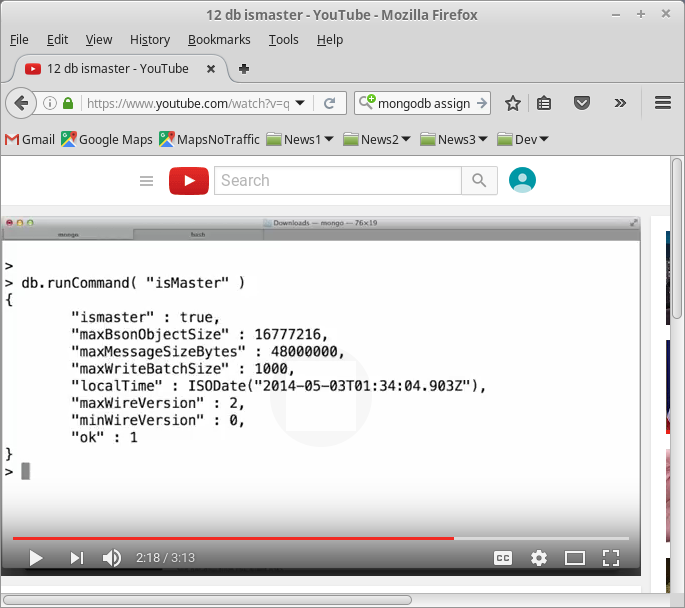 12 db ismaster - YouTube - Mozilla Firefox
File Edit View History Bookmarks Tools Help
12 db ismaster - YouTube
https://www.youtube.com/watch?v=q
mongodb assign
Gmail Google Maps MapsNoTraffic News1 News2 News3 Dev
Search
Downloads — mongo — 76×19
mongo bash
>
> db.runCommand( "isMaster" )
{
"ismaster" : true,
"maxBsonObjectSize" : 16777216,
"maxMessageSizeBytes" : 48000000,
"maxWriteBatchSize" : 1000,
"localTime" : ISODate("2014-05-03T01:34:04.903Z"),
"maxWireVersion" : 2,
"minWireVersion" : 0,
"ok" : 1
}
>
2:18 / 3:13
CC